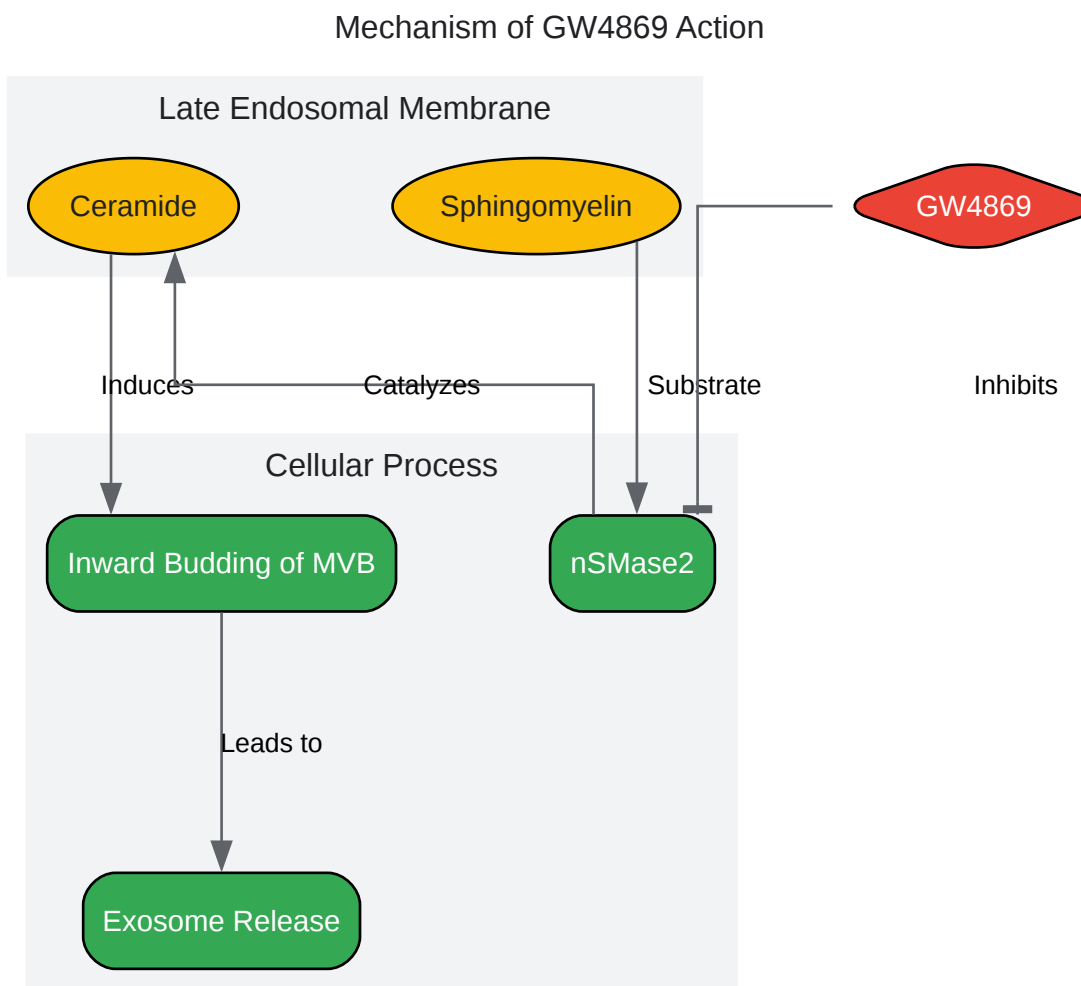 Mechanism of GW4869 Action
Late Endosomal Membrane
Ceramide
Sphingomyelin
GW4869
Induces
Catalyzes
Substrate
Inhibits
Cellular Process
Inward Budding of MVB
nSMase2
Leads to
Exosome Release